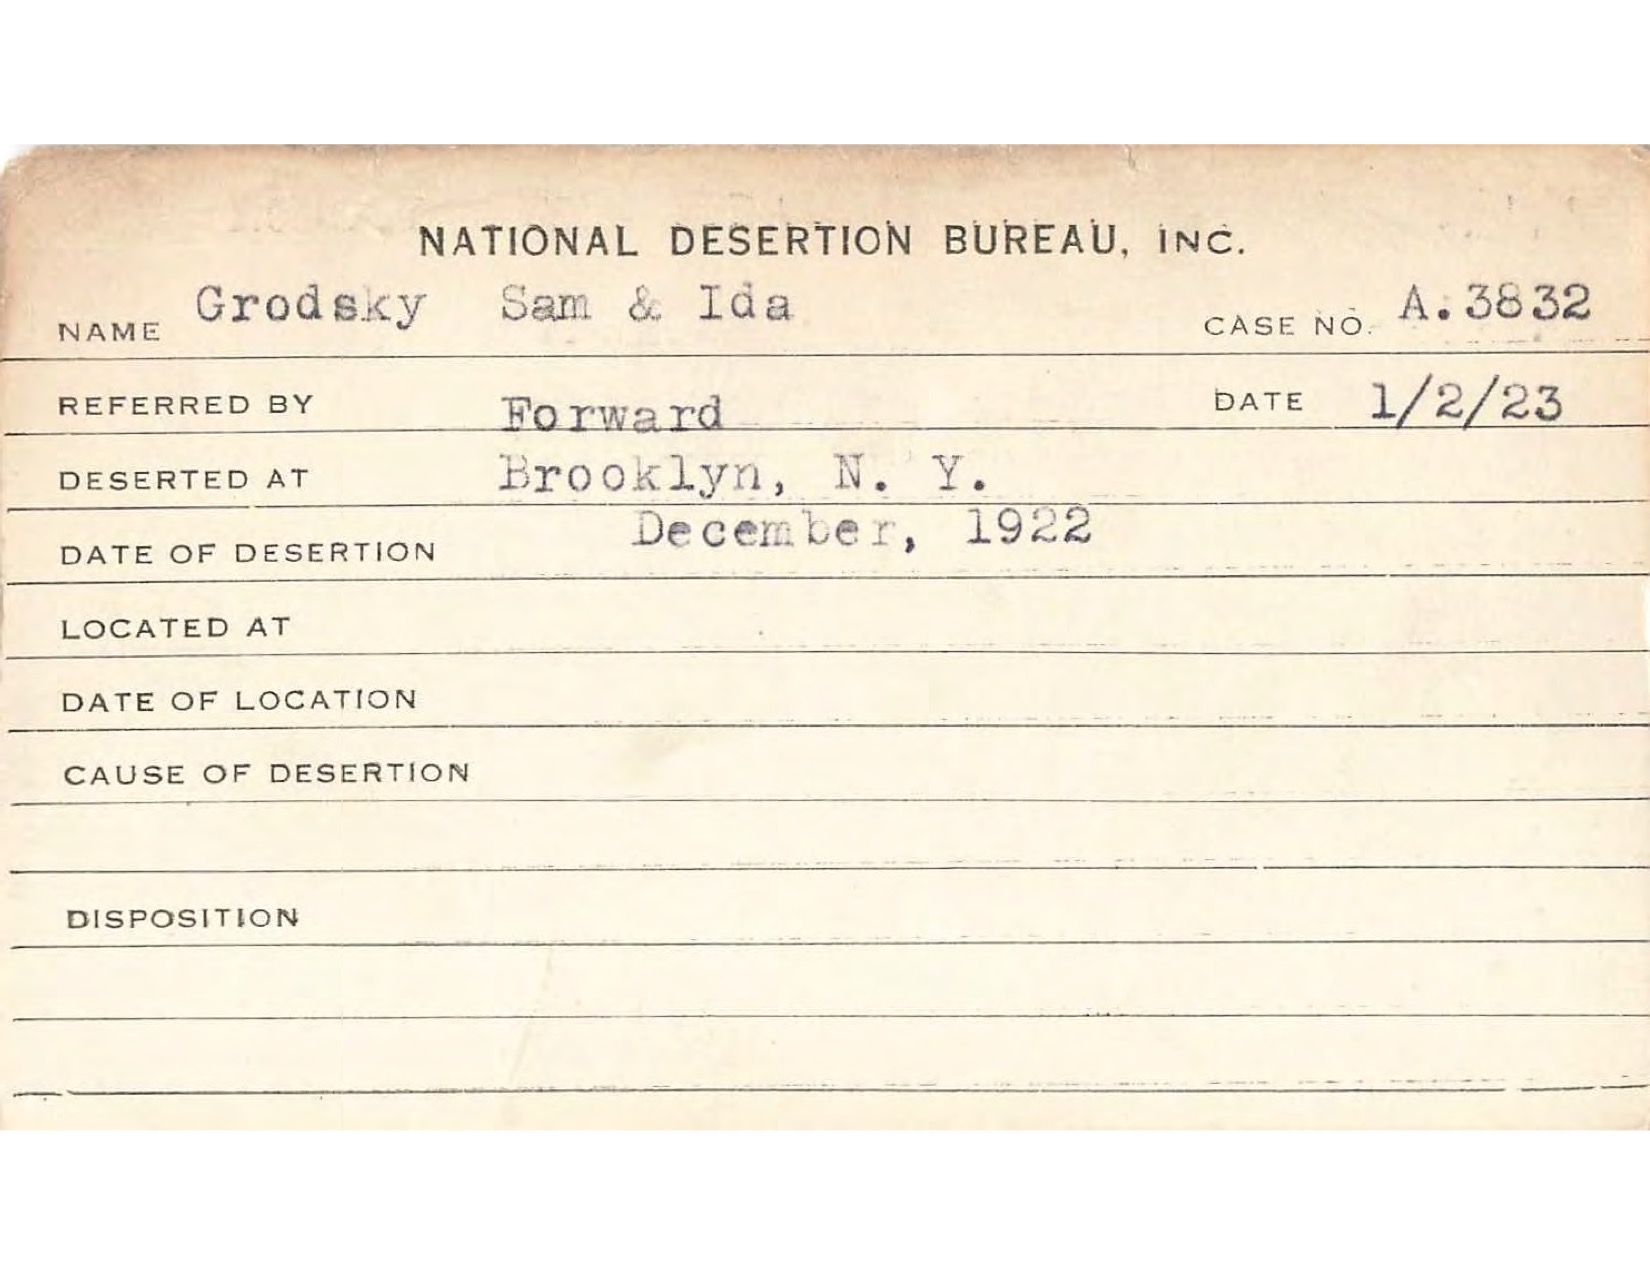 NATIONAL DESERTION BUREAU, INC.
NAME Grodsky Sam & Ida CASE NO. A.3832
REFERRED BY Forward DATE 1/2/23
DESERTED AT Brooklyn, N. Y.
DATE OF DESERTION December, 1922
LOCATED AT
DATE OF LOCATION
CAUSE OF DESERTION
DISPOSITION